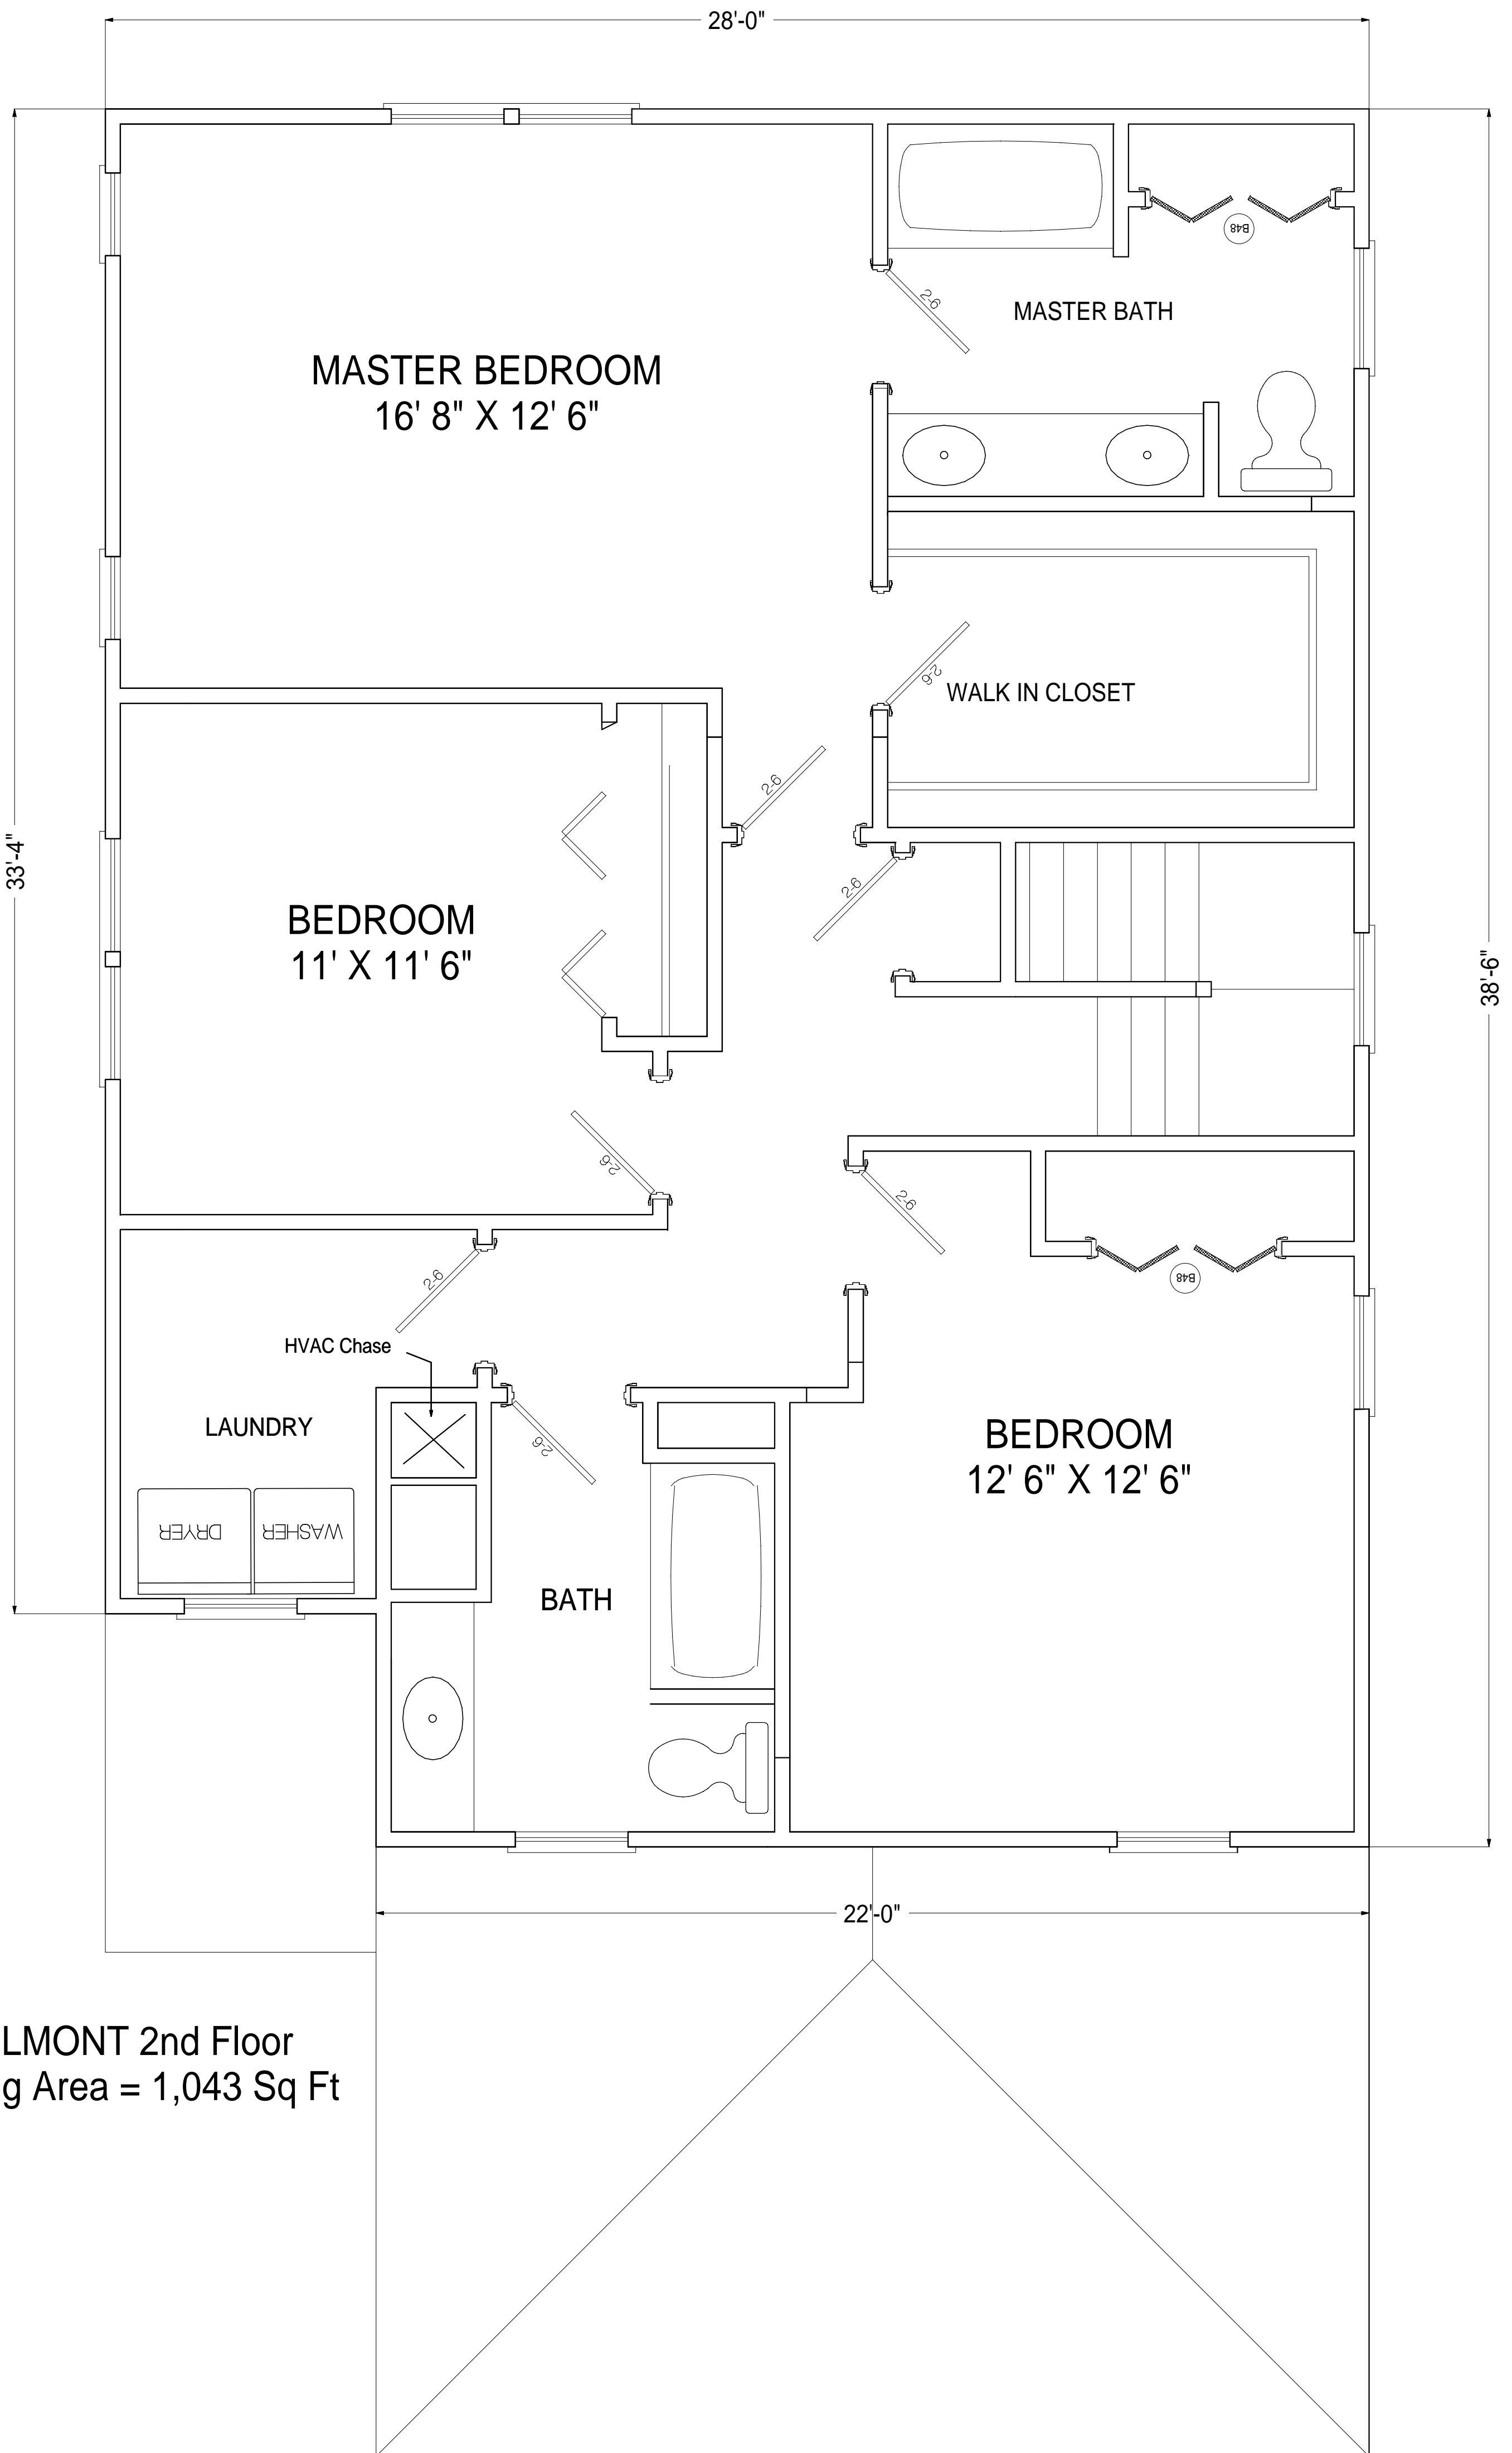 28'-0"
B48
2-6
MASTER BATH
MASTER BEDROOM
16' 8" X 12' 6"
2-6
WALK IN CLOSET
2-6
33'-4"
2-6
BEDROOM
11' X 11' 6"
38'-6"
2-6
2-6
2-6
B48
HVAC Chase
LAUNDRY
2-6
BEDROOM
12' 6" X 12' 6"
DRYER
WASHER
BATH
22'-0"
LMONT 2nd Floor
g Area = 1,043 Sq Ft